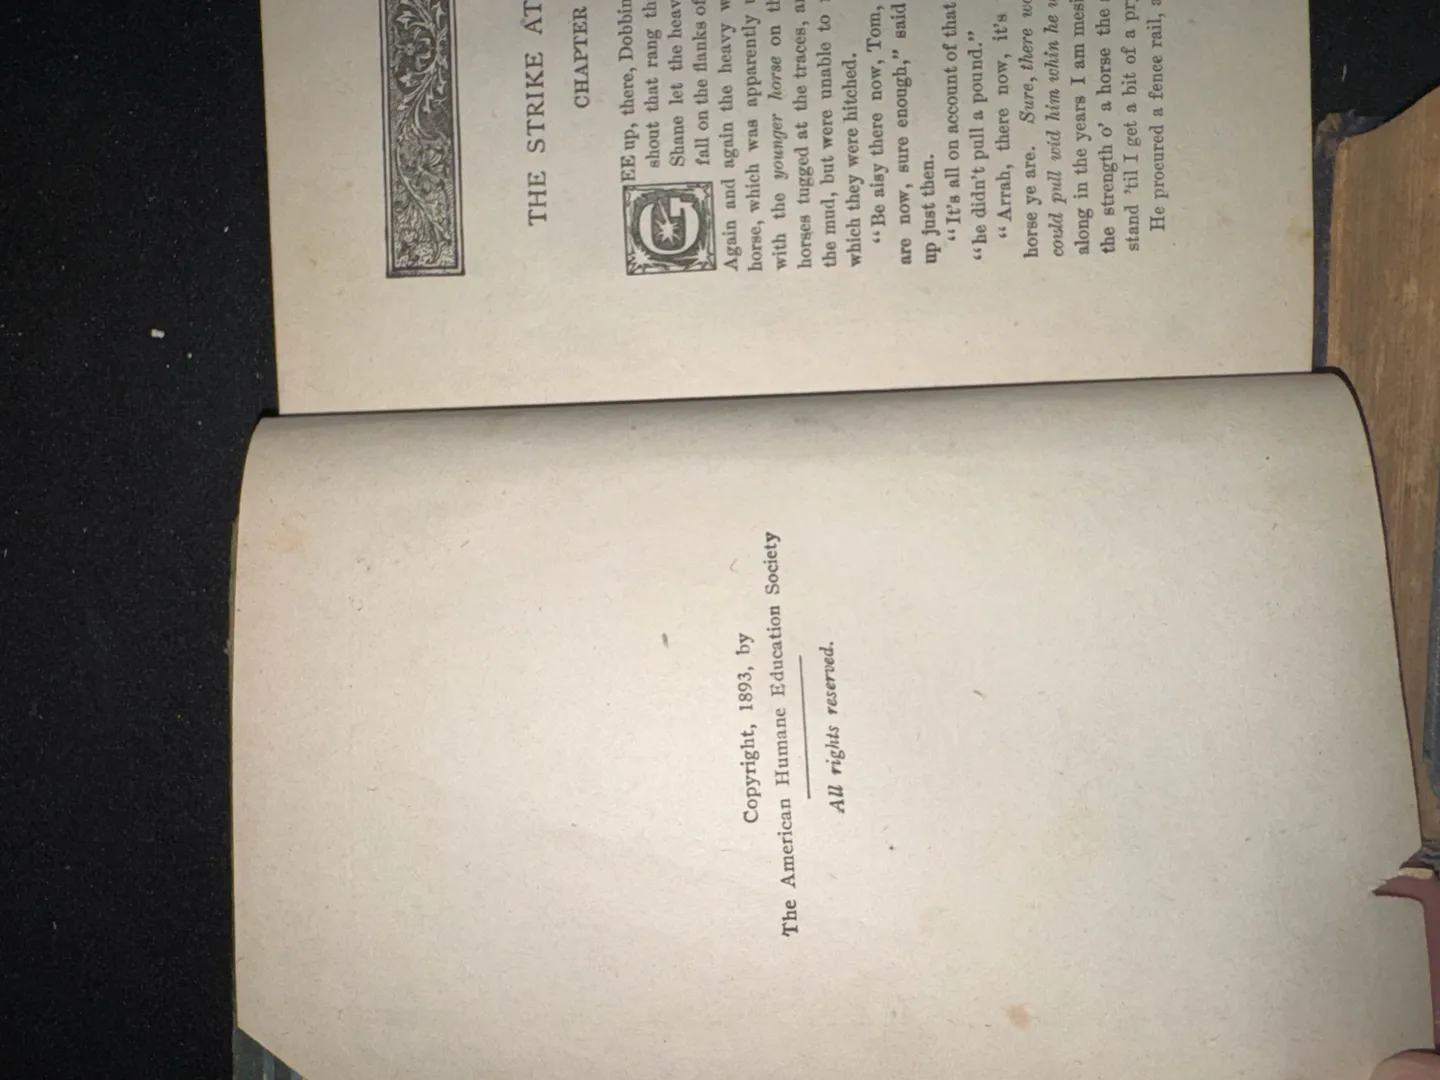 Copyright, 1893, by
The American Humane Education Society
All rights reserved.
THE STRIKE AT
CHAPTER
GEE up, there, Dobbin
shout that rang th
Shane let the heav
fall on the flanks of
Again and again the heavy w
horse, which was apparently
with the younger horse on th
horses tugged at the traces, a
the mud, but were unable to
which they were hitched.
“Be aisy there now, Tom,
are now, sure enough,” said
up just then.
“It's all on account of that
“he didn't pull a pound.”
“Arrah, there now, it's
horse ye are. Sure, there wo
could pull wid him whin he w
along in the years I am mesi
the strength o' a horse the
stand 'til I get a bit of a pry
He procured a fence rail, a